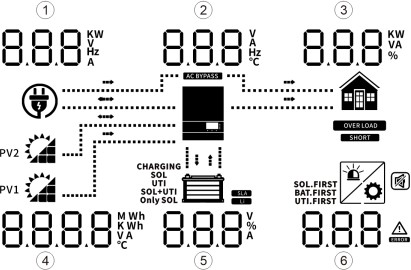 1
2
3
8.8.8
KW
V
Hz
A
8.8.8
V
A
Hz
℃
8.8.8
KW
VA
%
AC BYPASS
OVER LOAD
SHORT
PV2
PV1
CHARGING
SOL
UTI
SOL+UTI
Only SOL
SLA
Li
SOL.FIRST
BAT.FIRST
UTI.FIRST
8.8.8.8
M Wh
K Wh
V A
℃
8.8.8
V
%
A
8.8.8
ERROR
4
5
6